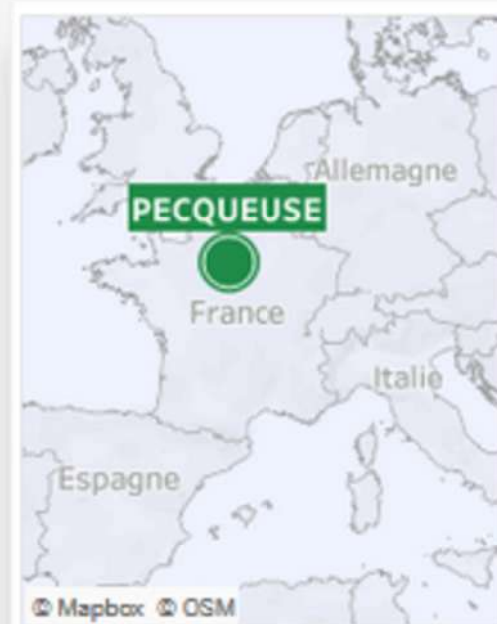 Allemagne
PECQUEUSE
France
Italie
Espagne
© Mapbox © OSM